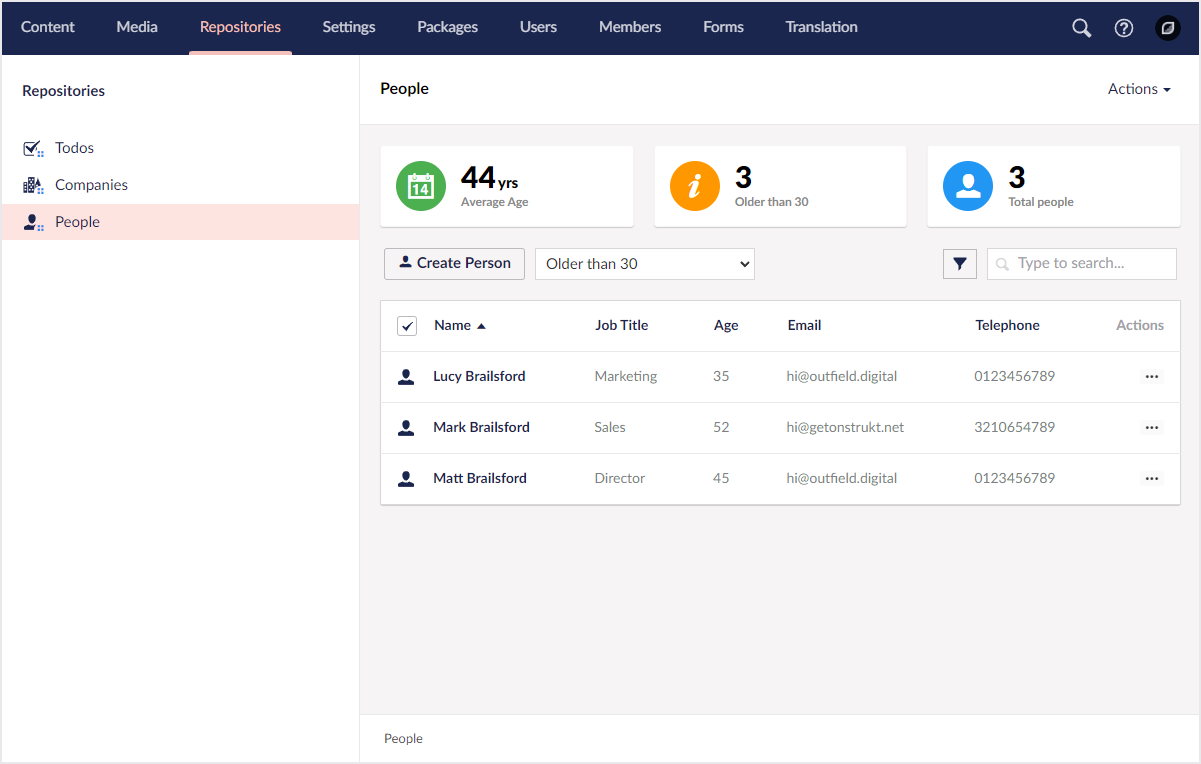 Content Media Repositories Settings Packages Users Members Forms Translation
Repositories
Todos
Companies
People
People
Actions
14
44 yrs
Average Age
i
3
Older than 30
3
Total people
Create Person
Older than 30
Type to search...
Name Job Title Age Email Telephone Actions
Lucy Brailsford Marketing 35 hi@outfield.digital 0123456789 ...
Mark Brailsford Sales 52 hi@getonstrukt.net 3210654789 ...
Matt Brailsford Director 45 hi@outfield.digital 0123456789 ...
People